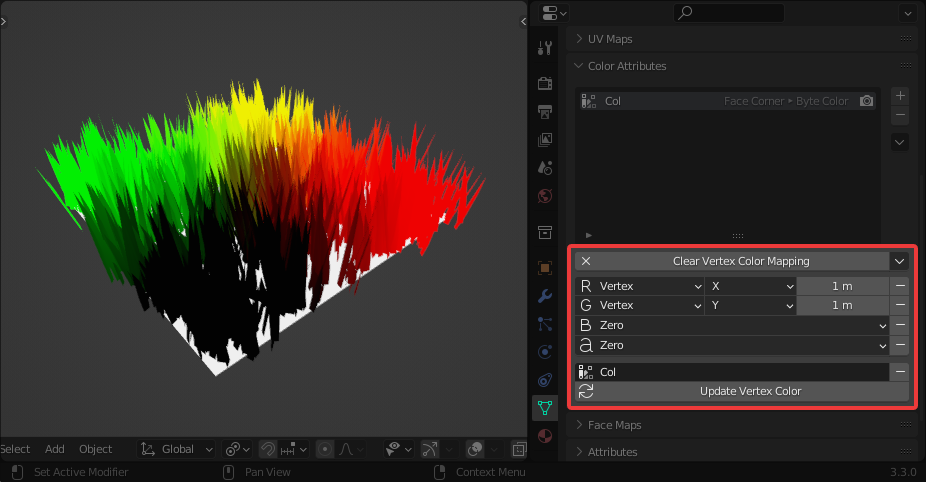 UV Maps
Color Attributes
Col Face Corner ▸ Byte Color
Clear Vertex Color Mapping
R Vertex X 1 m
G Vertex Y 1 m
B Zero
a Zero
Col
Update Vertex Color
Face Maps
Attributes
Select Add Object Global
Set Active Modifier Pan View Context Menu 3.3.0